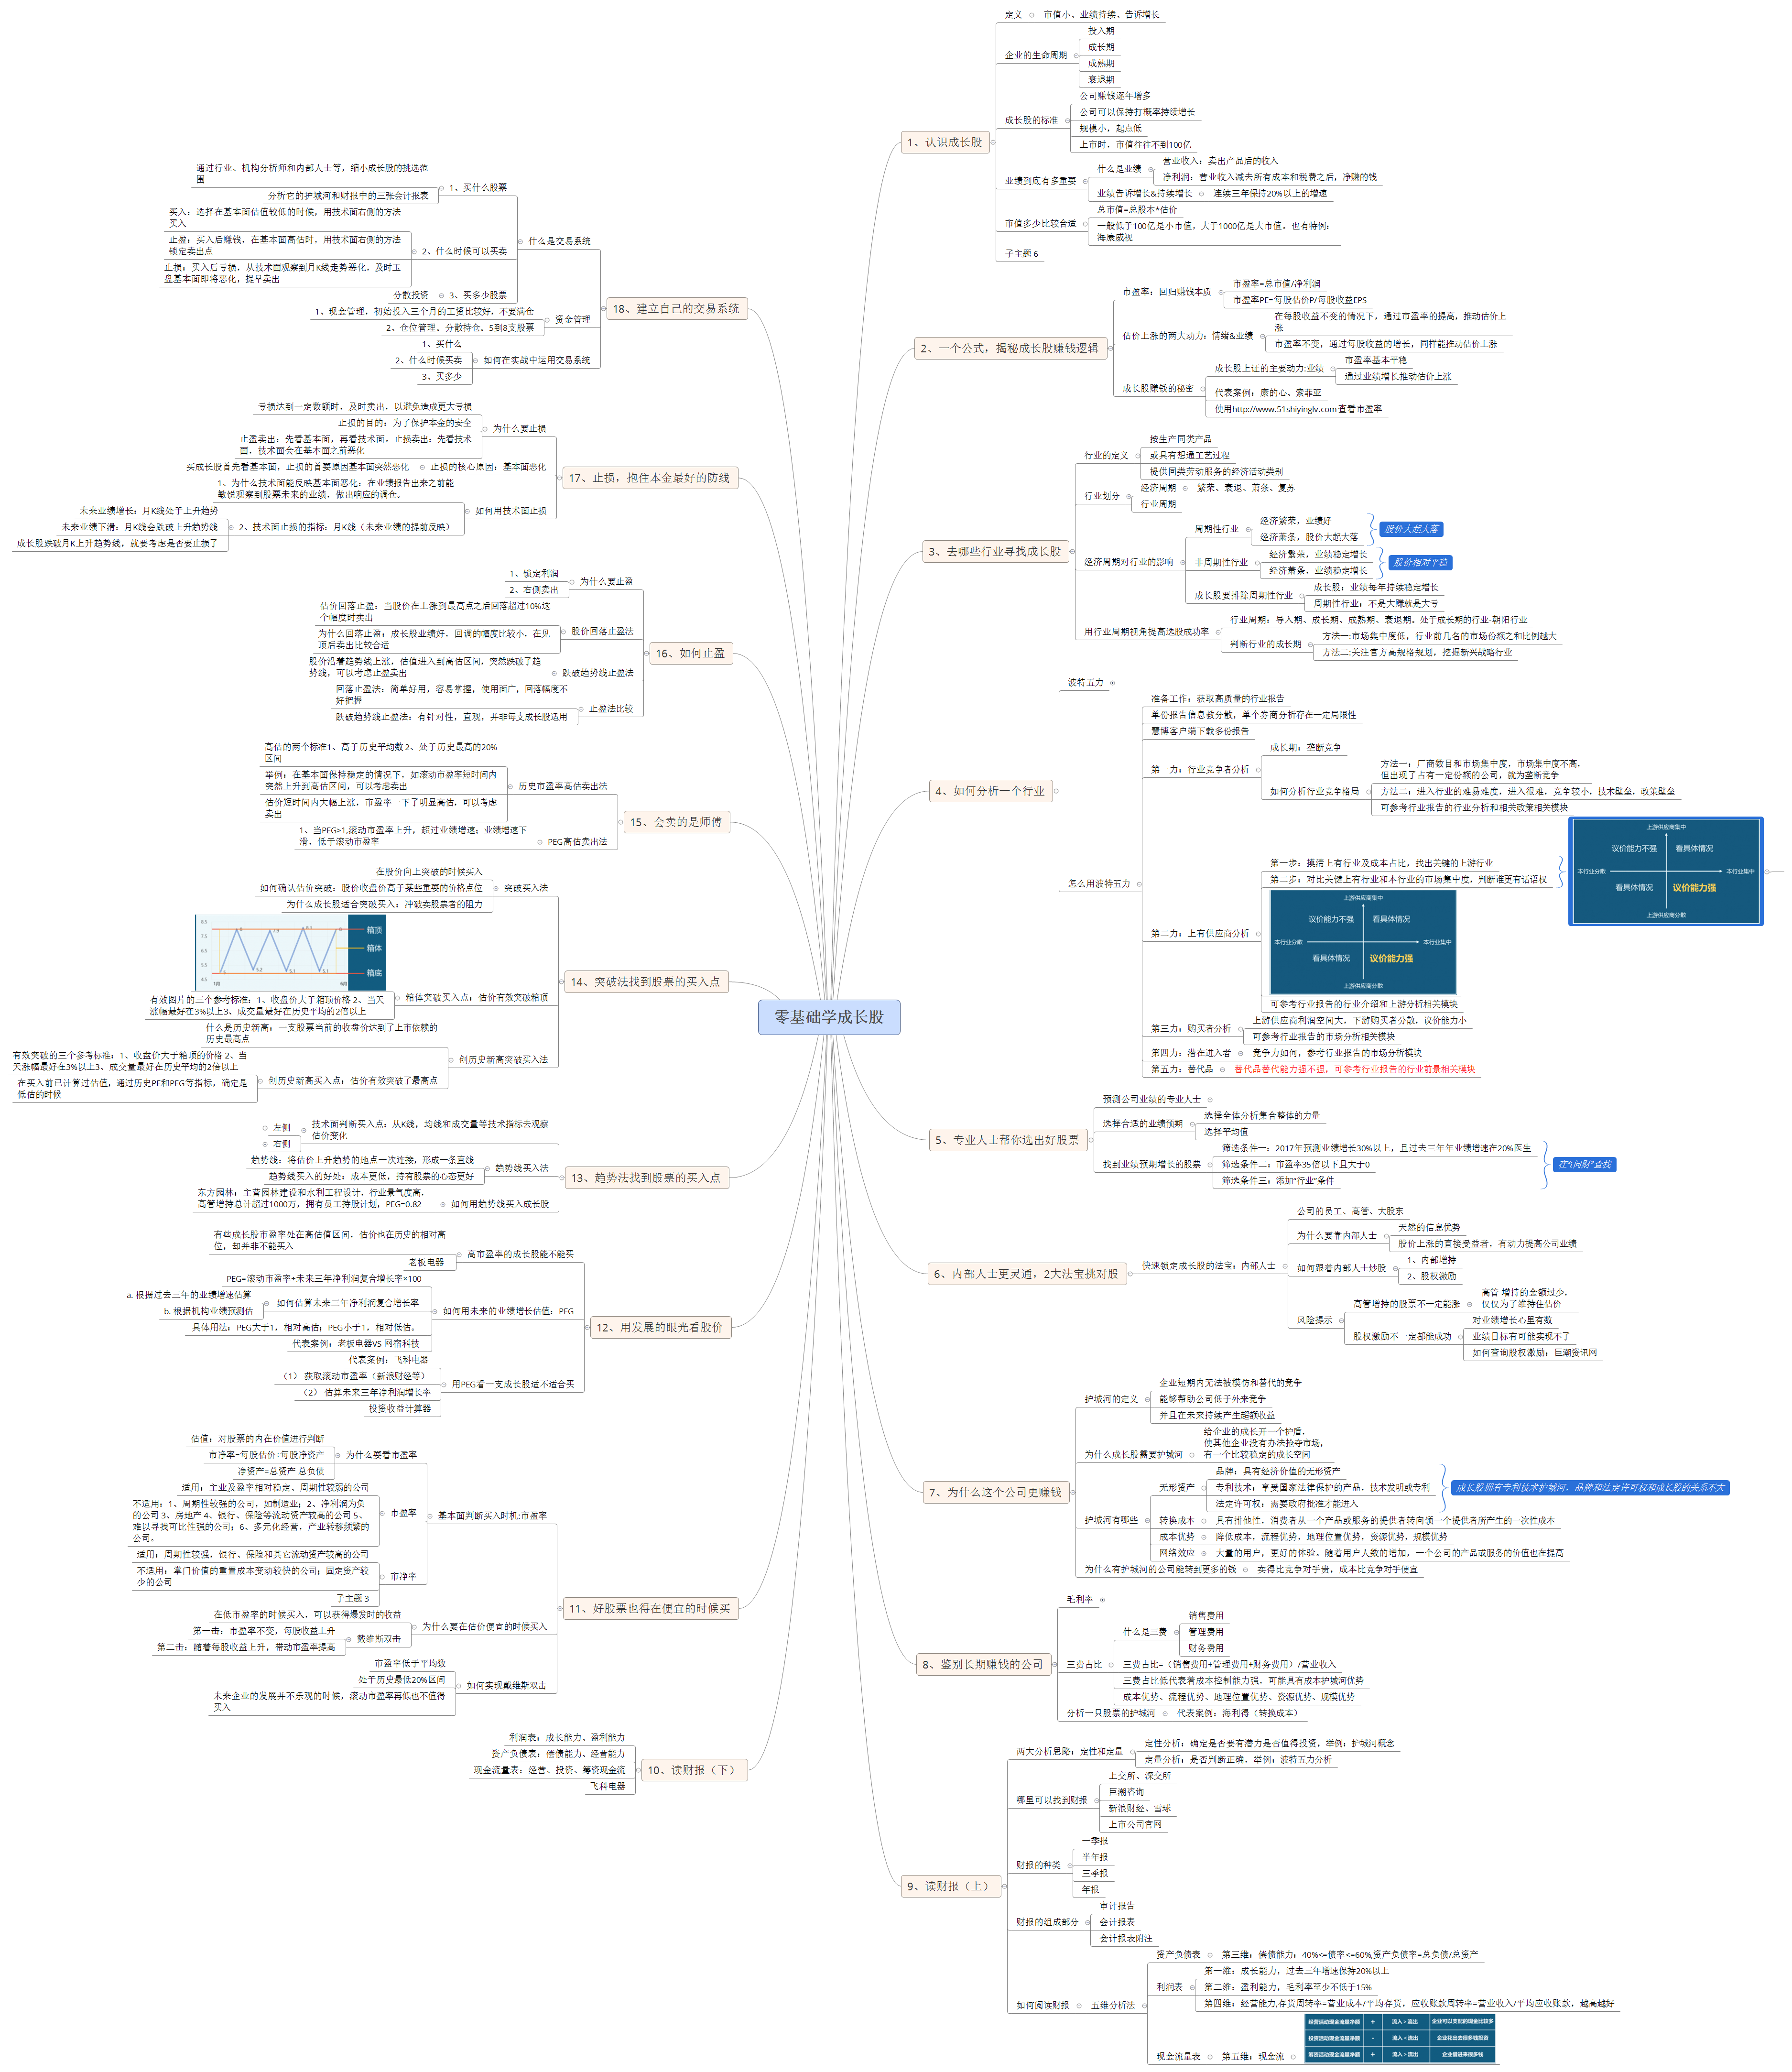 零基础学成长股
1、认识成长股
定义
市值小、业绩持续、告诉增长
企业的生命周期
投入期
成长期
成熟期
衰退期
成长股的标准
公司赚钱逐年增多
公司可以保持打概率持续增长
规模小，起点低
上市时，市值往往不到100亿
业绩到底有多重要
什么是业绩
营业收入：卖出产品后的收入
净利润：营业收入减去所有成本和税费之后，净赚的钱
业绩告诉增长&持续增长
连续三年保持20%以上的增速
市值多少比较合适
总市值=总股本*估价
一般低于100亿是小市值，大于1000亿是大市值。也有特例：
海康威视
子主题 6
2、一个公式，揭秘成长股赚钱逻辑
市盈率：回归赚钱本质
市盈率=总市值/净利润
市盈率PE=每股估价P/每股收益EPS
估价上涨的两大动力：情绪&业绩
在每股收益不变的情况下，通过市盈率的提高，推动估价上
涨
市盈率不变，通过每股收益的增长，同样能推动估价上涨
成长股赚钱的秘密
成长股上证的主要动力:业绩
市盈率基本平稳
通过业绩增长推动估价上涨
代表案例：康的心、索菲亚
使用http://www.51shiyinglv.com 查看市盈率
3、去哪些行业寻找成长股
行业的定义
按生产同类产品
或具有想通工艺过程
提供同类劳动服务的经济活动类别
行业划分
经济周期
繁荣、衰退、萧条、复苏
行业周期
经济周期对行业的影响
周期性行业
经济繁荣，业绩好
经济萧条，股价大起大落
股价大起大落
非周期性行业
经济繁荣，业绩稳定增长
经济萧条，业绩稳定增长
股价相对平稳
成长股要排除周期性行业
成长股：业绩每年持续稳定增长
周期性行业：不是大赚就是大亏
用行业周期视角提高选股成功率
行业周期：导入期、成长期、成熟期、衰退期。处于成长期的行业-朝阳行业
判断行业的成长期
方法一:市场集中度低，行业前几名的市场份额之和比例越大
方法二:关注官方高规格规划，挖掘新兴战略行业
4、如何分析一个行业
波特五力
怎么用波特五力
准备工作：获取高质量的行业报告
单份报告信息教分散，单个券商分析存在一定局限性
慧博客户端下载多份报告
第一力：行业竞争者分析
成长期：垄断竞争
如何分析行业竞争格局
方法一：厂商数目和市场集中度，市场集中度不高，
但出现了占有一定份额的公司，就为垄断竞争
方法二：进入行业的难易难度，进入很难，竞争较小，技术壁垒，政策壁垒
可参考行业报告的行业分析和相关政策相关模块
第二力：上有供应商分析
第一步：摸清上有行业及成本占比，找出关键的上游行业
第二步：对比关键上有行业和本行业的市场集中度，判断谁更有话语权
上游供应商集中
议价能力不强
看具体情况
本行业分散
本行业集中
看具体情况
议价能力强
上游供应商分散
上游供应商集中
议价能力不强
看具体情况
本行业分散
本行业集中
看具体情况
议价能力强
上游供应商分散
可参考行业报告的行业介绍和上游分析相关模块
第三力：购买者分析
上游供应商利润空间大，下游购买者分散，议价能力小
可参考行业报告的市场分析相关模块
第四力：潜在进入者
竞争力如何，参考行业报告的市场分析模块
第五力：替代品
替代品替代能力强不强，可参考行业报告的行业前景相关模块
5、专业人士帮你选出好股票
预测公司业绩的专业人士
选择合适的业绩预期
选择全体分析集合整体的力量
选择平均值
找到业绩预期增长的股票
筛选条件一：2017年预测业绩增长30%以上，且过去三年年业绩增速在20%医生
筛选条件二：市盈率35倍以下且大于0
筛选条件三：添加“行业”条件
在“i问财”查找
6、内部人士更灵通，2大法宝挑对股
快速锁定成长股的法宝：内部人士
公司的员工、高管、大股东
为什么要靠内部人士
天然的信息优势
股价上涨的直接受益者，有动力提高公司业绩
如何跟着内部人士炒股
1、内部增持
2、股权激励
风险提示
高管增持的股票不一定能涨
高管 增持的金额过少，
仅仅为了维持住估价
股权激励不一定都能成功
对业绩增长心里有数
业绩目标有可能实现不了
如何查询股权激励：巨潮资讯网
7、为什么这个公司更赚钱
护城河的定义
企业短期内无法被模仿和替代的竞争
能够帮助公司低于外来竞争
并且在未来持续产生超额收益
为什么成长股需要护城河
给企业的成长开一个护盾，
使其他企业没有办法抢夺市场，
有一个比较稳定的成长空间
护城河有哪些
无形资产
品牌：具有经济价值的无形资产
专利技术：享受国家法律保护的产品，技术发明或专利
法定许可权：需要政府批准才能进入
成长股拥有专利技术护城河，品牌和法定许可权和成长股的关系不大
转换成本
具有排他性，消费者从一个产品或服务的提供者转向领一个提供者所产生的一次性成本
成本优势
降低成本，流程优势，地理位置优势，资源优势，规模优势
网络效应
大量的用户，更好的体验。随着用户人数的增加，一个公司的产品或服务的价值也在提高
为什么有护城河的公司能转到更多的钱
卖得比竞争对手贵，成本比竞争对手便宜
8、鉴别长期赚钱的公司
毛利率
三费占比
什么是三费
销售费用
管理费用
财务费用
三费占比=（销售费用+管理费用+财务费用）/营业收入
三费占比低代表着成本控制能力强，可能具有成本护城河优势
成本优势、流程优势、地理位置优势、资源优势、规模优势
分析一只股票的护城河
代表案例：海利得（转换成本）
9、读财报（上）
两大分析思路：定性和定量
定性分析：确定是否要有潜力是否值得投资，举例：护城河概念
定量分析：是否判断正确，举例：波特五力分析
哪里可以找到财报
上交所、深交所
巨潮咨询
新浪财经、雪球
上市公司官网
财报的种类
一季报
半年报
三季报
年报
财报的组成部分
审计报告
会计报表
会计报表附注
如何阅读财报
五维分析法
资产负债表
第三维：偿债能力：40%<=债率<=60%,资产负债率=总负债/总资产
利润表
第一维：成长能力，过去三年增速保持20%以上
第二维：盈利能力，毛利率至少不低于15%
第四维：经营能力,存货周转率=营业成本/平均存货，应收账款周转率=营业收入/平均应收账款，越高越好
现金流量表
第五维：现金流
经营活动现金流量净额 + 流入＞流出 企业可以支配的现金比较多
投资活动现金流量净额 - 流入＜流出 企业花出去很多钱投资
筹资活动现金流量净额 + 流入＞流出 企业借进来很多钱
10、读财报（下）
利润表：成长能力、盈利能力
资产负债表：偿债能力、经营能力
现金流量表：经营、投资、筹资现金流
飞科电器
11、好股票也得在便宜的时候买
基本面判断买入时机:市盈率
为什么要看市盈率
估值：对股票的内在价值进行判断
市净率=每股估价÷每股净资产
净资产=总资产 总负债
市盈率
适用：主业及盈率相对稳定、周期性较弱的公司
不适用：1、周期性较强的公司，如制造业；2、净利润为负
的公司 3、房地产 4、银行、保险等流动资产较高的公司 5、
难以寻找可比性强的公司；6、多元化经营，产业转移频繁的
公司。
市净率
适用：周期性较强，银行、保险和其它流动资产较高的公司
不适用：掌门价值的重置成本变动较快的公司；固定资产较
少的公司
子主题 3
为什么要在估价便宜的时候买入
在低市盈率的时候买入，可以获得爆发时的收益
戴维斯双击
第一击：市盈率不变，每股收益上升
第二击：随着每股收益上升，带动市盈率提高
如何实现戴维斯双击
市盈率低于平均数
处于历史最低20%区间
未来企业的发展并不乐观的时候，滚动市盈率再低也不值得
买入
12、用发展的眼光看股价
高市盈率的成长股能不能买
有些成长股市盈率处在高估值区间，估价也在历史的相对高
位，却并非不能买入
老板电器
如何用未来的业绩增长估值：PEG
PEG=滚动市盈率÷未来三年净利润复合增长率×100
如何估算未来三年净利润复合增长率
a. 根据过去三年的业绩增速估算
b. 根据机构业绩预测估
具体用法：PEG大于1，相对高估；PEG小于1，相对低估。
代表案例：老板电器VS 网宿科技
用PEG看一支成长股适不适合买
代表案例：飞科电器
（1） 获取滚动市盈率（新浪财经等）
（2） 估算未来三年净利润增长率
投资收益计算器
13、趋势法找到股票的买入点
技术面判断买入点：从K线，均线和成交量等技术指标去观察
估价变化
左侧
右侧
趋势线买入法
趋势线：将估价上升趋势的地点一次连接，形成一条直线
趋势线买入的好处：成本更低，持有股票的心态更好
如何用趋势线买入成长股
东方园林：主营园林建设和水利工程设计，行业景气度高，
高管增持总计超过1000万，拥有员工持股计划，PEG=0.82
14、突破法找到股票的买入点
突破买入法
在股价向上突破的时候买入
如何确认估价突破：股价收盘价高于某些重要的价格点位
为什么成长股适合突破买入：冲破卖股票者的阻力
箱体突破买入点：估价有效突破箱顶
8.5
7.5
6.5
5.5
4.5
箱顶
箱体
箱底
1月
6月
有效图片的三个参考标准：1、收盘价大于箱顶价格 2、当天
涨幅最好在3%以上3、成交量最好在历史平均的2倍以上
创历史新高突破买入法
什么是历史新高：一支股票当前的收盘价达到了上市依赖的
历史最高点
创历史新高买入点：估价有效突破了最高点
有效突破的三个参考标准：1、收盘价大于箱顶的价格 2、当
天涨幅最好在3%以上3、成交量最好在历史平均的2倍以上
在买入前已计算过估值，通过历史PE和PEG等指标，确定是
低估的时候
15、会卖的是师傅
历史市盈率高估卖出法
高估的两个标准1、高于历史平均数 2、处于历史最高的20%
区间
举例：在基本面保持稳定的情况下，如滚动市盈率短时间内
突然上升到高估区间，可以考虑卖出
估价短时间内大幅上涨，市盈率一下子明显高估，可以考虑
卖出
PEG高估卖出法
1、当PEG>1,滚动市盈率上升，超过业绩增速；业绩增速下
滑，低于滚动市盈率
16、如何止盈
为什么要止盈
1、锁定利润
2、右侧卖出
股价回落止盈法
估价回落止盈：当股价在上涨到最高点之后回落超过10%这
个幅度时卖出
为什么回落止盈：成长股业绩好，回调的幅度比较小，在见
顶后卖出比较合适
跌破趋势线止盈法
股价沿着趋势线上涨，估值进入到高估区间，突然跌破了趋
势线，可以考虑止盈卖出
止盈法比较
回落止盈法：简单好用，容易掌握，使用面广，回落幅度不
好把握
跌破趋势线止盈法：有针对性，直观，并非每支成长股适用
17、止损，抱住本金最好的防线
为什么要止损
亏损达到一定数额时，及时卖出，以避免造成更大亏损
止损的目的：为了保护本金的安全
止盈卖出：先看基本面，再看技术面。止损卖出：先看技术
面，技术面会在基本面之前恶化
止损的核心原因：基本面恶化
买成长股首先看基本面，止损的首要原因基本面突然恶化
如何用技术面止损
1、为什么技术面能反映基本面恶化：在业绩报告出来之前能
敏锐观察到股票未来的业绩，做出响应的调仓。
2、技术面止损的指标：月K线（未来业绩的提前反映）
未来业绩增长：月K线处于上升趋势
未来业绩下滑：月K线会跌破上升趋势线
成长股跌破月K上升趋势线，就要考虑是否要止损了
18、建立自己的交易系统
什么是交易系统
1、买什么股票
通过行业、机构分析师和内部人士等，缩小成长股的挑选范
围
分析它的护城河和财报中的三张会计报表
2、什么时候可以买卖
买入：选择在基本面估值较低的时候，用技术面右侧的方法
买入
止盈：买入后赚钱，在基本面高估时，用技术面右侧的方法
锁定卖出点
止损：买入后亏损，从技术面观察到月K线走势恶化，及时玉
盘基本面即将恶化，提早卖出
3、买多少股票
分散投资
资金管理
1、现金管理，初始投入三个月的工资比较好，不要满仓
2、仓位管理。分散持仓。5到8支股票
如何在实战中运用交易系统
1、买什么
2、什么时候买卖
3、买多少